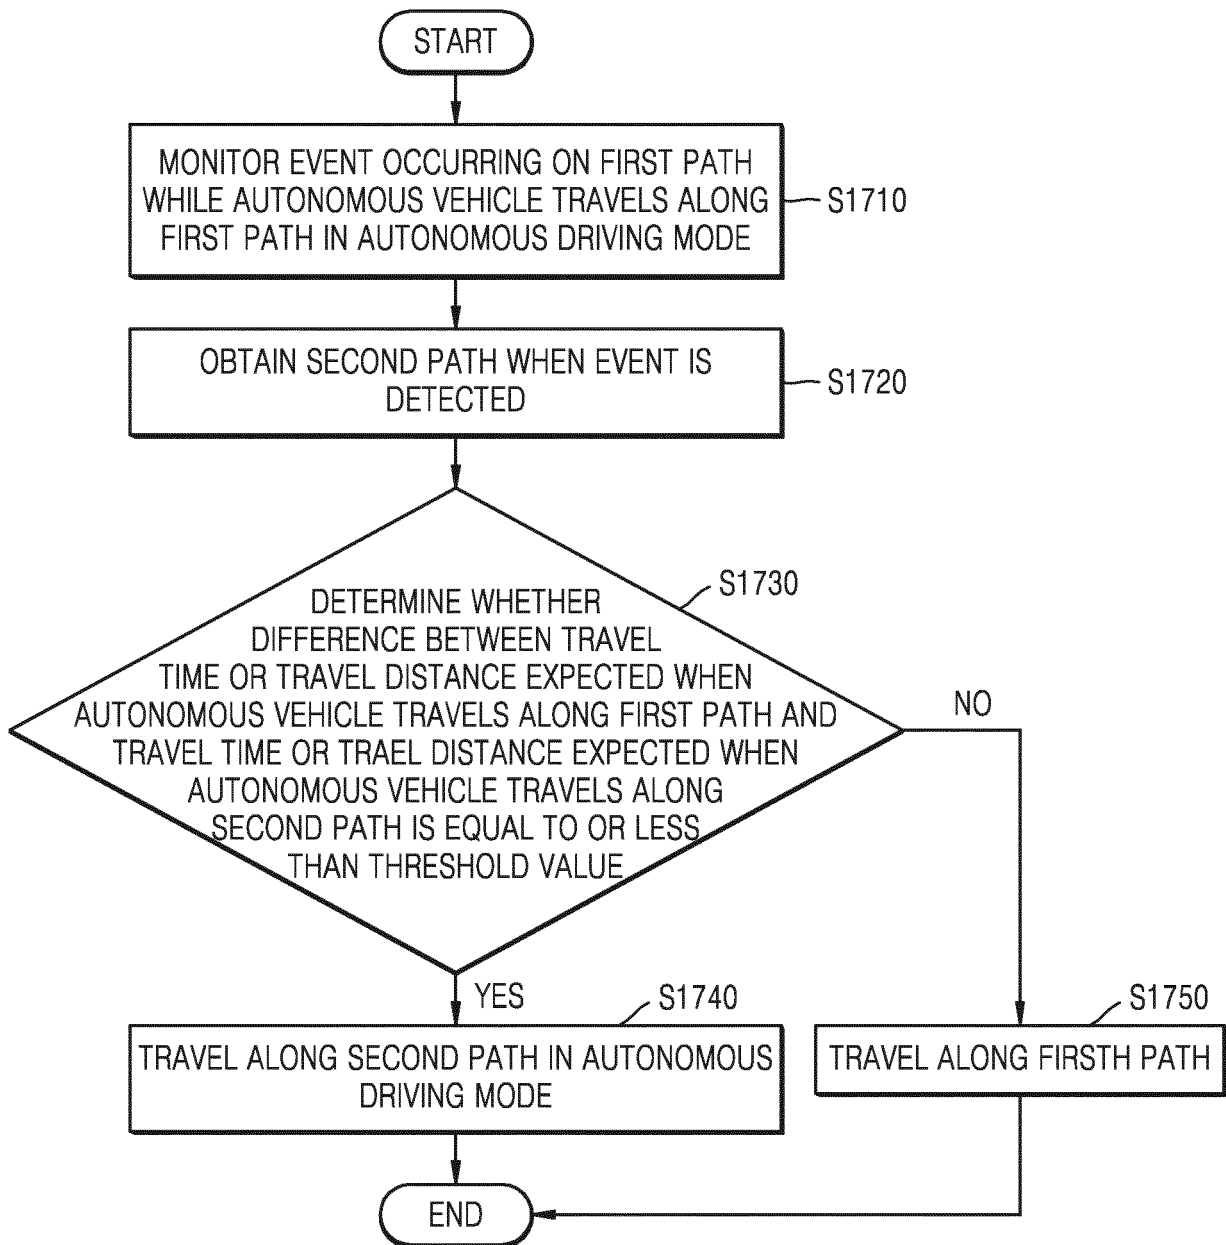 START
MONITOR EVENT OCCURRING ON FIRST PATH
WHILE AUTONOMOUS VEHICLE TRAVELS ALONG
FIRST PATH IN AUTONOMOUS DRIVING MODE
S1710
OBTAIN SECOND PATH WHEN EVENT IS
DETECTED
S1720
S1730
DETERMINE WHETHER
DIFFERENCE BETWEEN TRAVEL
TIME OR TRAVEL DISTANCE EXPECTED WHEN
AUTONOMOUS VEHICLE TRAVELS ALONG FIRST PATH AND
TRAVEL TIME OR TRAEL DISTANCE EXPECTED WHEN
AUTONOMOUS VEHICLE TRAVELS ALONG
SECOND PATH IS EQUAL TO OR LESS
THAN THRESHOLD VALUE
NO
YES
S1740
TRAVEL ALONG SECOND PATH IN AUTONOMOUS
DRIVING MODE
S1750
TRAVEL ALONG FIRSTH PATH
END